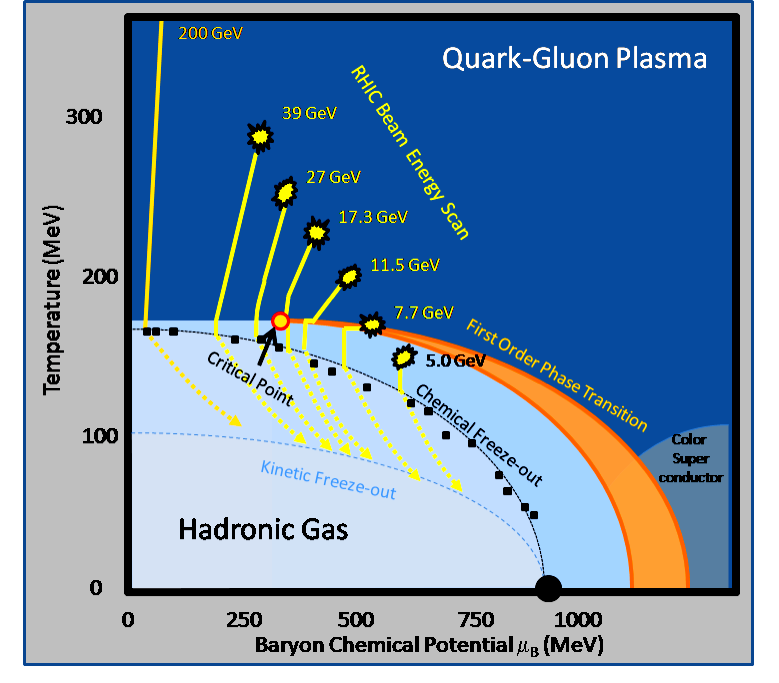 200 GeV
Quark-Gluon Plasma
39 GeV
RHIC Beam Energy Scan
27 GeV
17.3 GeV
11.5 GeV
7.7 GeV
5.0 GeV
First Order Phase Transition
Critical Point
Chemical Freeze-out
Kinetic Freeze-out
Color
Super
conductor
Hadronic Gas
Temperature (MeV)
300
200
100
0
0 250 500 750 1000
Baryon Chemical Potential μB (MeV)